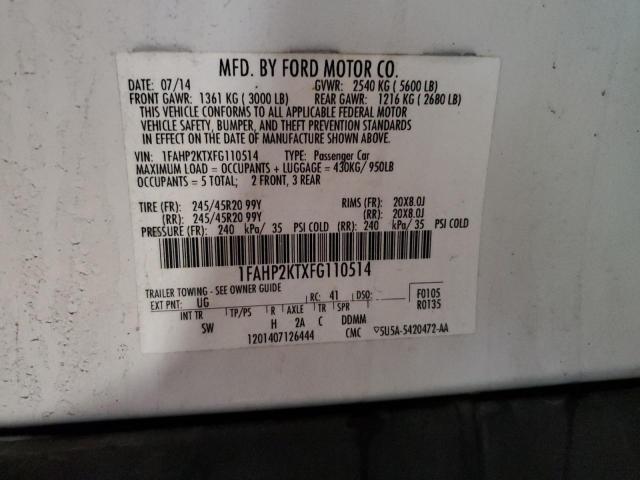 MFD. BY FORD MOTOR CO.
DATE: 07/14 GVWR: 2540 KG ( 5600 LB)
FRONT GAWR: 1361 KG ( 3000 LB) REAR GAWR: 1216 KG ( 2680 LB)
THIS VEHICLE CONFORMS TO ALL APPLICABLE FEDERAL MOTOR
VEHICLE SAFETY, BUMPER, AND THEFT PREVENTION STANDARDS
IN EFFECT ON THE DATE OF MANUFACTURE SHOWN ABOVE.
VIN: 1FAHP2KTXFG110514 TYPE: Passenger Car
MAXIMUM LOAD = OCCUPANTS + LUGGAGE = 430KG/ 950LB
OCCUPANTS = 5 TOTAL; 2 FRONT, 3 REAR
TIRE (FR): 245/45R20 99Y RIMS (FR): 20X8.0J
(RR): 245/45R20 99Y (RR): 20X8.0J
PRESSURE (FR): 240 kPa/ 35 PSI COLD (RR): 240 kPa/ 35 PSI COLD
1FAHP2KTXFG110514
TRAILER TOWING - SEE OWNER GUIDE
EXT PNT: UG RC: 41 DSO: F0105
INT TR TP/PS R AXLE TR SPR R0135
SW H 2A C DDMM
1201407126444 CMC ▽5U5A-5420472-AA